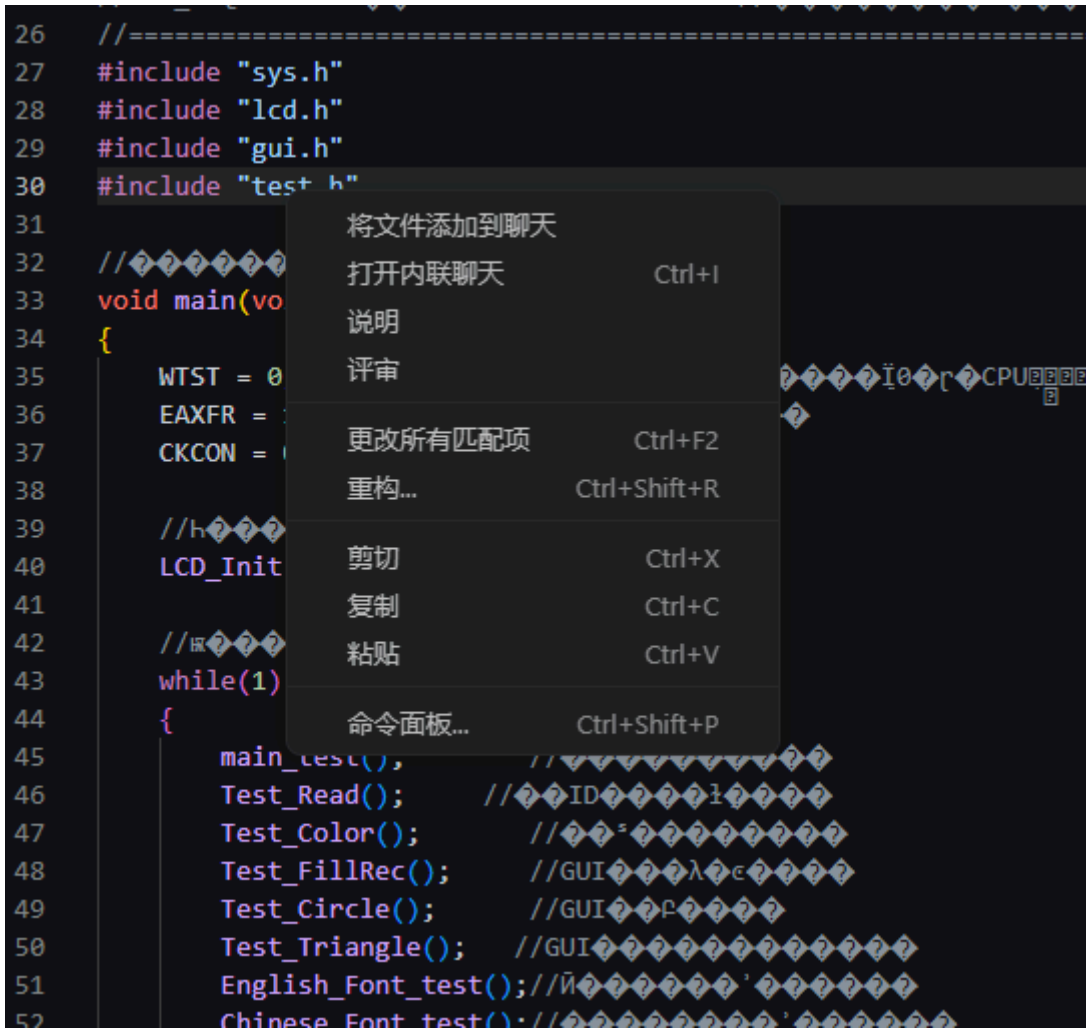 26 //==============================================================
27 #include "sys.h"
28 #include "lcd.h"
29 #include "gui.h"
30 #include "test.h"
31
32 //������
33 void main(vo
34 {
35 WTST = 0 ����Ϊ0�ɼ�CPU
36 EAXFR = �
37 CKCON =
38
39 //Һ���
40 LCD_Init
41
42 //ѭ���
43 while(1)
44 {
45 main_test(); //����������
46 Test_Read(); //��ID����ɫ����
47 Test_Color(); //��ˢ��������
48 Test_FillRec(); //GUI���λ�ͼ����
49 Test_Circle(); //GUI��Բ����
50 Test_Triangle(); //GUI������������
51 English_Font_test();//Ӣ������ʾ������
52 Chinese_Font_test();//��������ʾ������
将文件添加到聊天
打开内联聊天 Ctrl+I
说明
评审
更改所有匹配项 Ctrl+F2
重构... Ctrl+Shift+R
剪切 Ctrl+X
复制 Ctrl+C
粘贴 Ctrl+V
命令面板... Ctrl+Shift+P